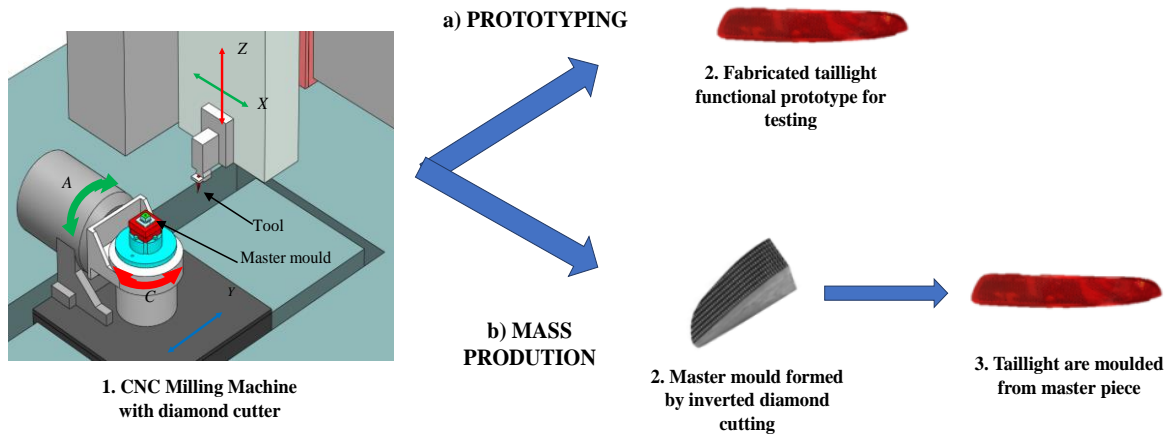 a) PROTOTYPING
Z
X
A
Tool
Master mould
C
Y
1. CNC Milling Machine
with diamond cutter
2. Fabricated taillight
functional prototype for
testing
b) MASS
PRODUTION
2. Master mould formed
by inverted diamond
cutting
3. Taillight are moulded
from master piece